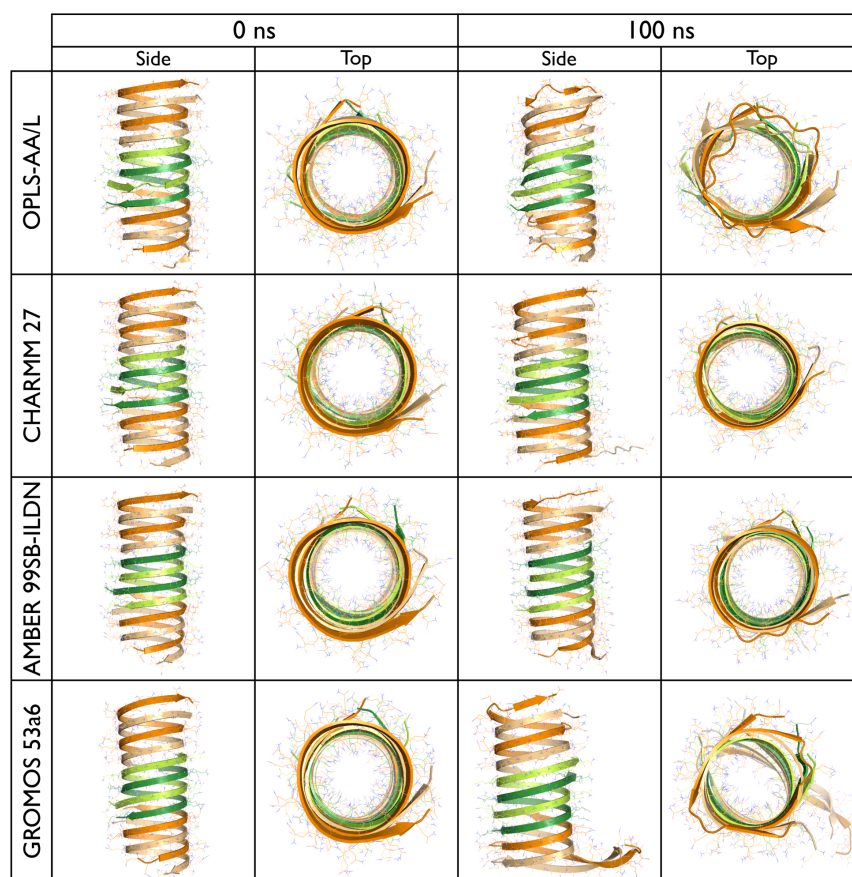 0 ns 100 ns
Side Top Side Top
OPLS-AA/L
CHARMM 27
AMBER 99SB-ILDN
GROMOS 53a6